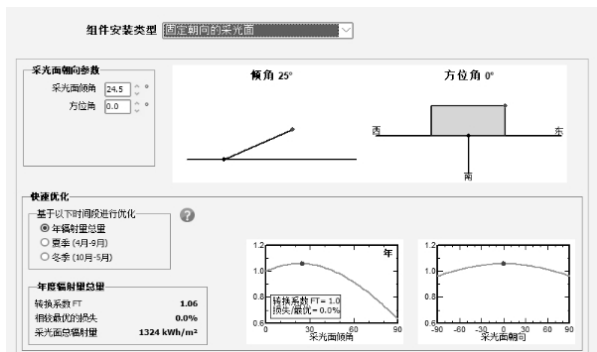 组件安装类型 固定朝向的采光面
采光面朝向参数
采光面倾角 24.5 °
方位角 0.0 °
倾角 25°
方位角 0°
西
东
南
快速优化
基于以下时间段进行优化
年辐射量总量
夏季 (4月-9月)
冬季 (10月-5月)
?
年度辐射量总量
转换系数 FT 1.06
相较最优的损失 0.0%
采光面总辐射量 1324 kWh/m²
年
1.2
1.0
0.8
0.6
转换系数 FT = 1.0
损失/最优 = 0.0%
0 30 60 90
采光面倾角
1.2
1.0
0.8
0.6
-90 -60 -30 0 30 60 90
采光面朝向